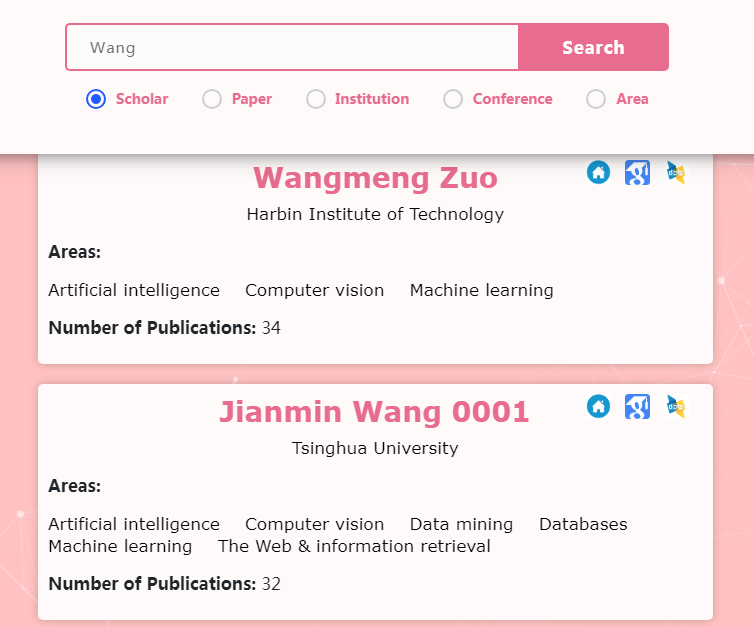 Wang
Search
Scholar Paper Institution Conference Area
Wangmeng Zuo
Harbin Institute of Technology
Areas:
Artificial intelligence Computer vision Machine learning
Number of Publications: 34
Jianmin Wang 0001
Tsinghua University
Areas:
Artificial intelligence Computer vision Data mining Databases
Machine learning The Web & information retrieval
Number of Publications: 32